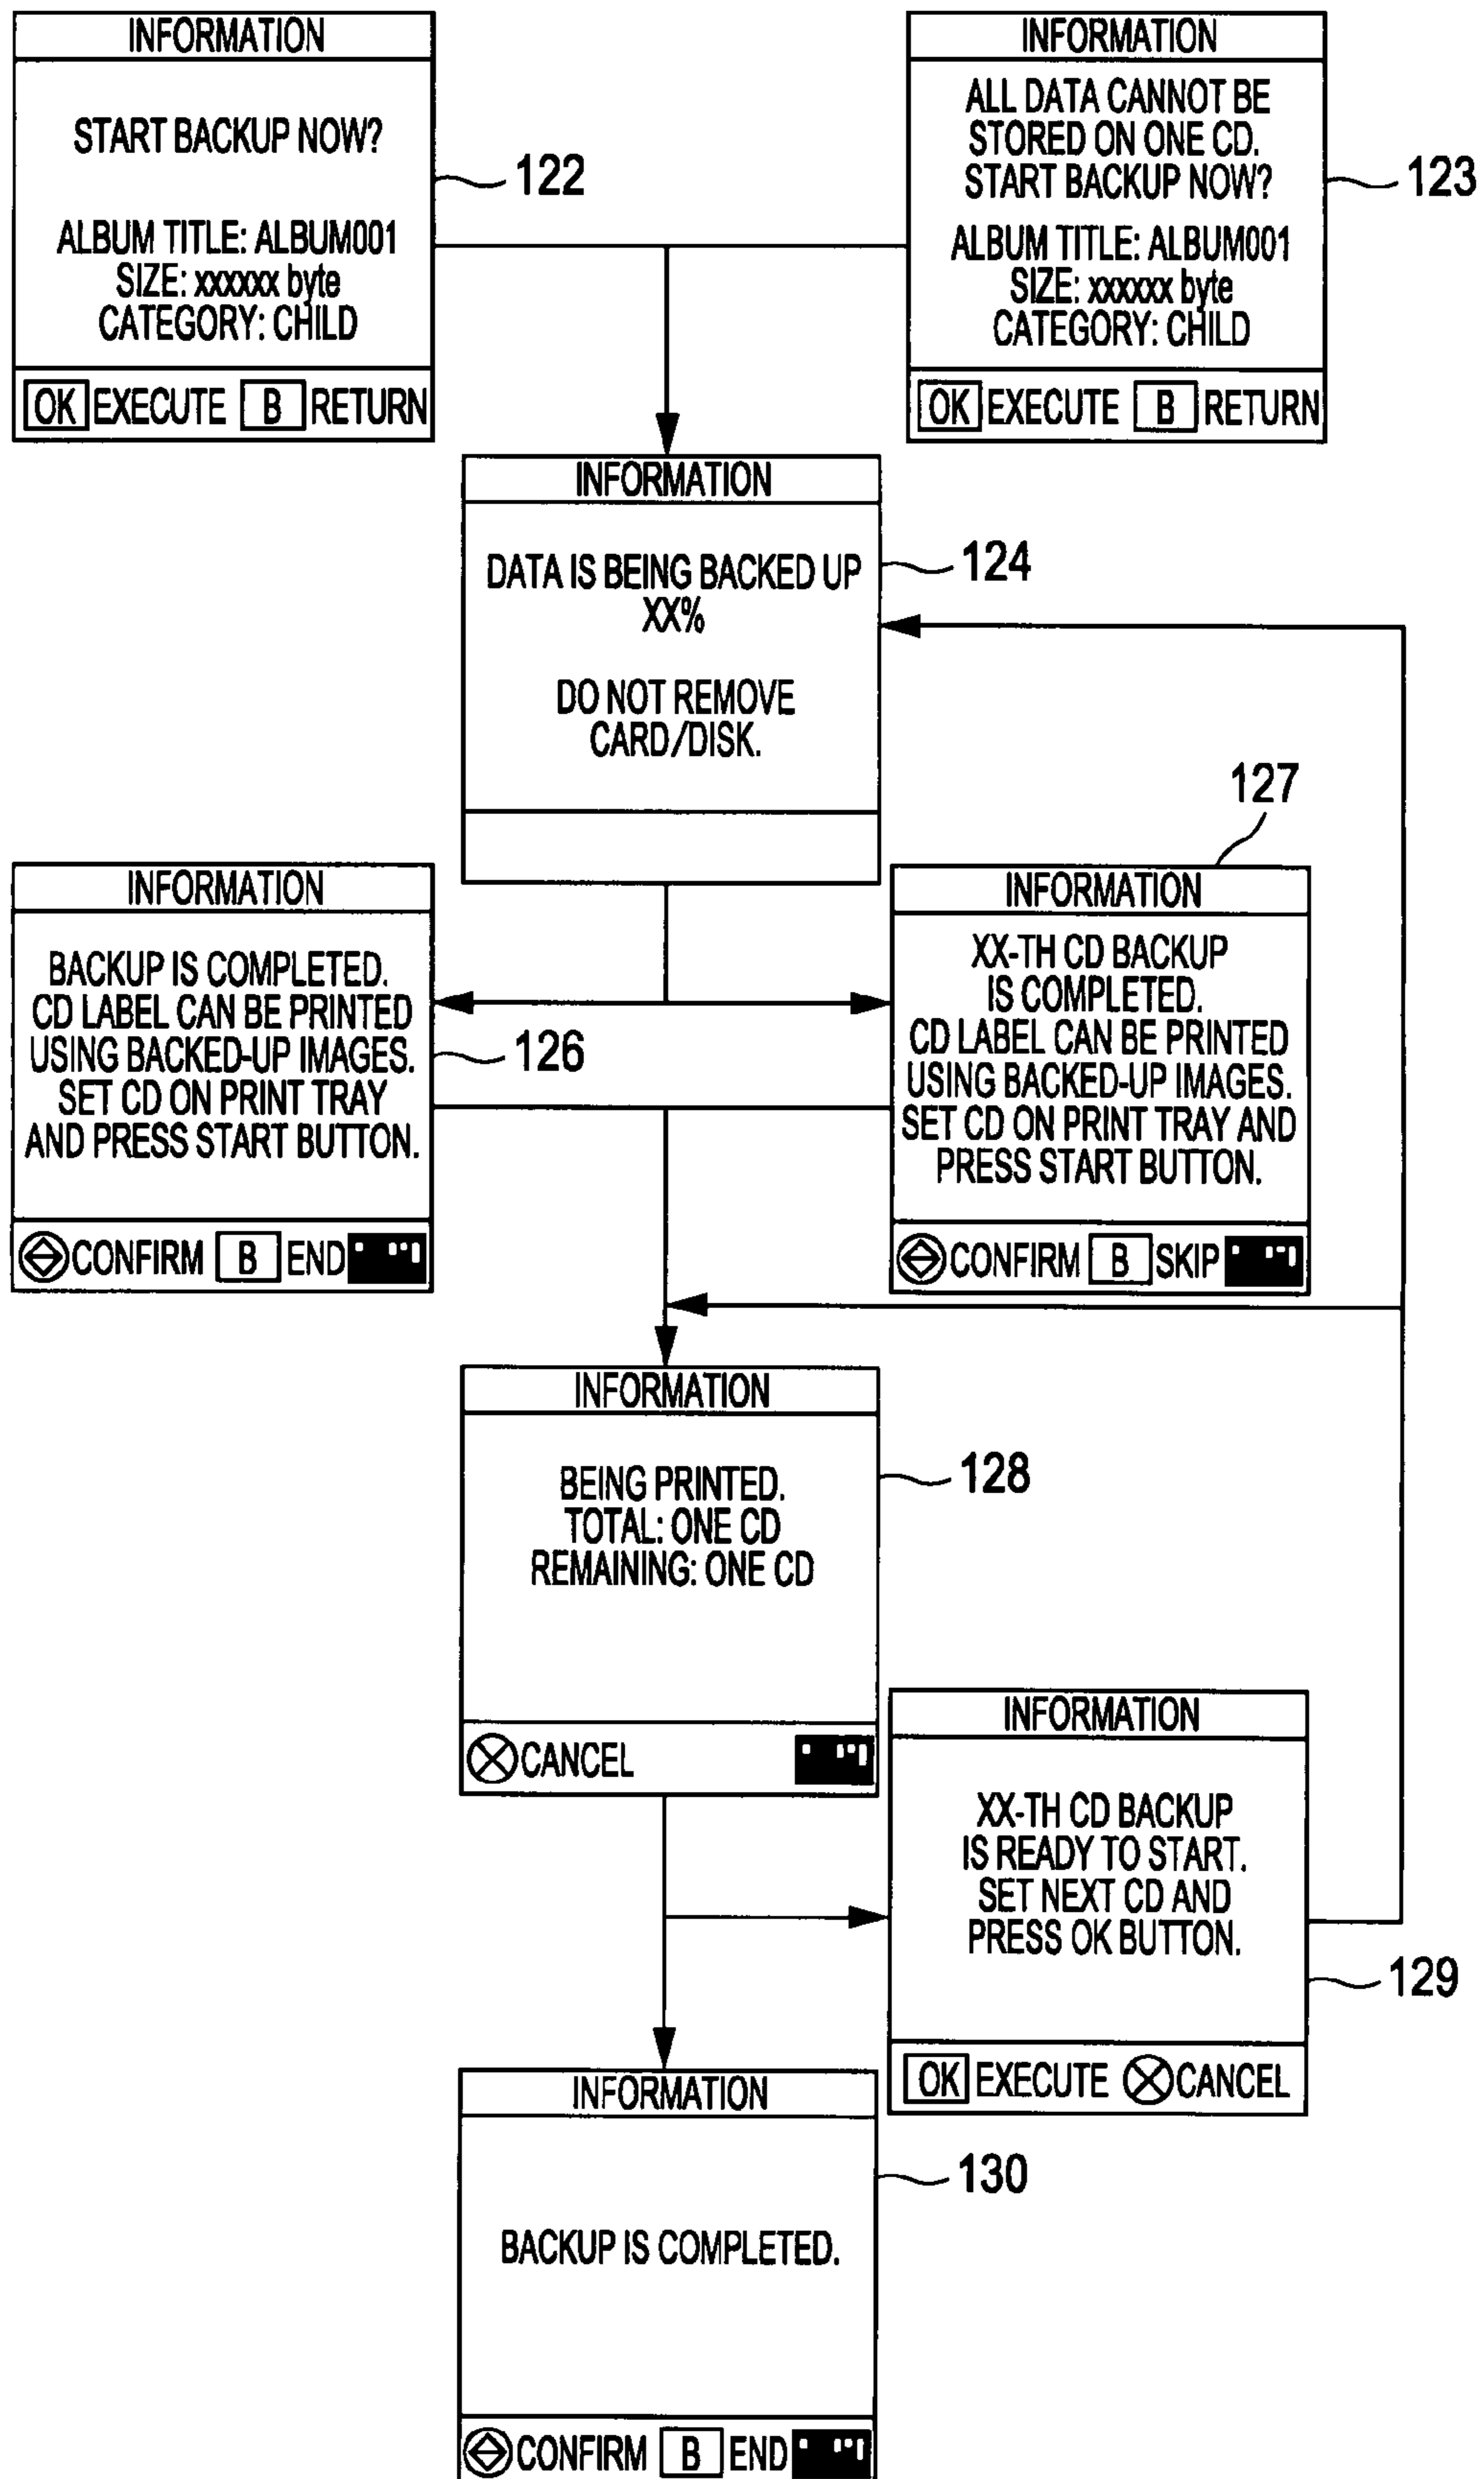 INFORMATION
START BACKUP NOW?
ALBUM TITLE: ALBUM001
SIZE: xxxxxx byte
CATEGORY: CHILD
OK EXECUTE B RETURN
122
INFORMATION
ALL DATA CANNOT BE
STORED ON ONE CD.
START BACKUP NOW?
ALBUM TITLE: ALBUM001
SIZE: xxxxxx byte
CATEGORY: CHILD
OK EXECUTE B RETURN
123
INFORMATION
DATA IS BEING BACKED UP
XX%
DO NOT REMOVE
CARD/DISK.
124
INFORMATION
BACKUP IS COMPLETED.
CD LABEL CAN BE PRINTED
USING BACKED-UP IMAGES.
SET CD ON PRINT TRAY
AND PRESS START BUTTON.
CONFIRM B END
126
127
INFORMATION
XX-TH CD BACKUP
IS COMPLETED.
CD LABEL CAN BE PRINTED
USING BACKED-UP IMAGES.
SET CD ON PRINT TRAY AND
PRESS START BUTTON.
CONFIRM B SKIP
INFORMATION
BEING PRINTED.
TOTAL: ONE CD
REMAINING: ONE CD
CANCEL
128
INFORMATION
XX-TH CD BACKUP
IS READY TO START.
SET NEXT CD AND
PRESS OK BUTTON.
OK EXECUTE CANCEL
129
INFORMATION
BACKUP IS COMPLETED.
CONFIRM B END
130